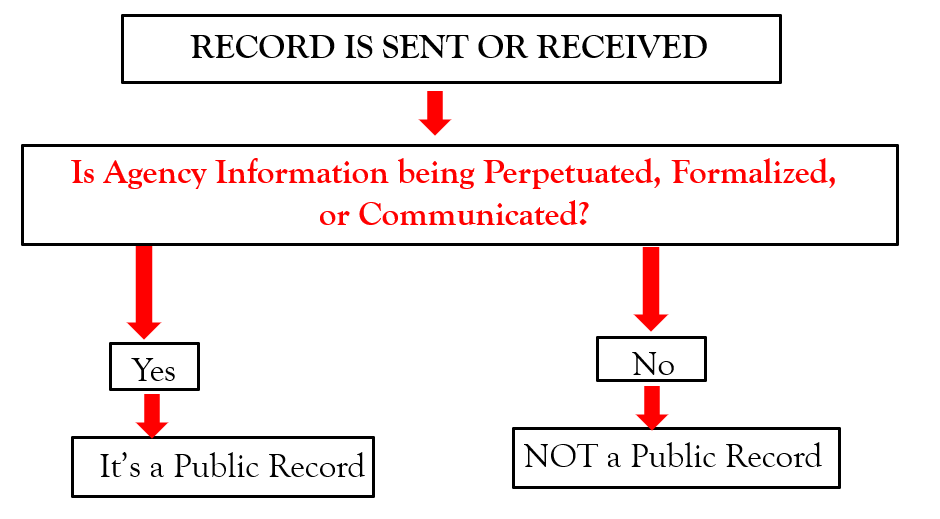 RECORD IS SENT OR RECEIVED
Is Agency Information being Perpetuated, Formalized,
or Communicated?
Yes
No
It’s a Public Record
NOT a Public Record